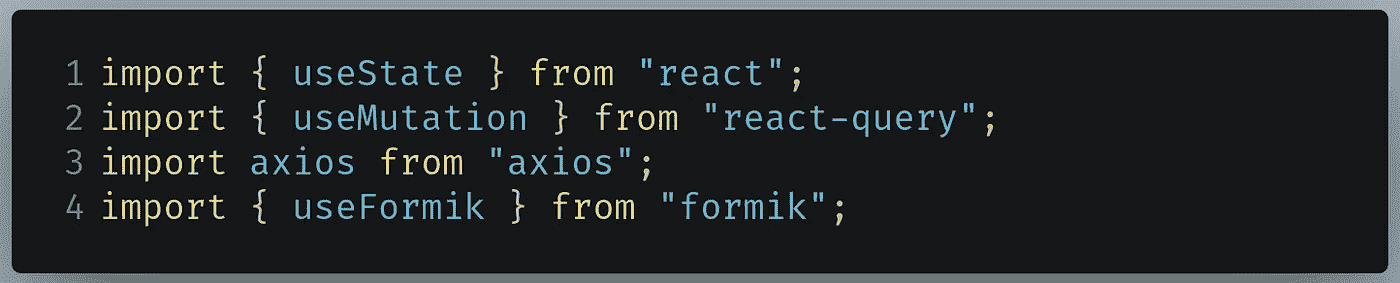 1 import { useState } from "react";
2 import { useMutation } from "react-query";
3 import axios from "axios";
4 import { useFormik } from "formik";